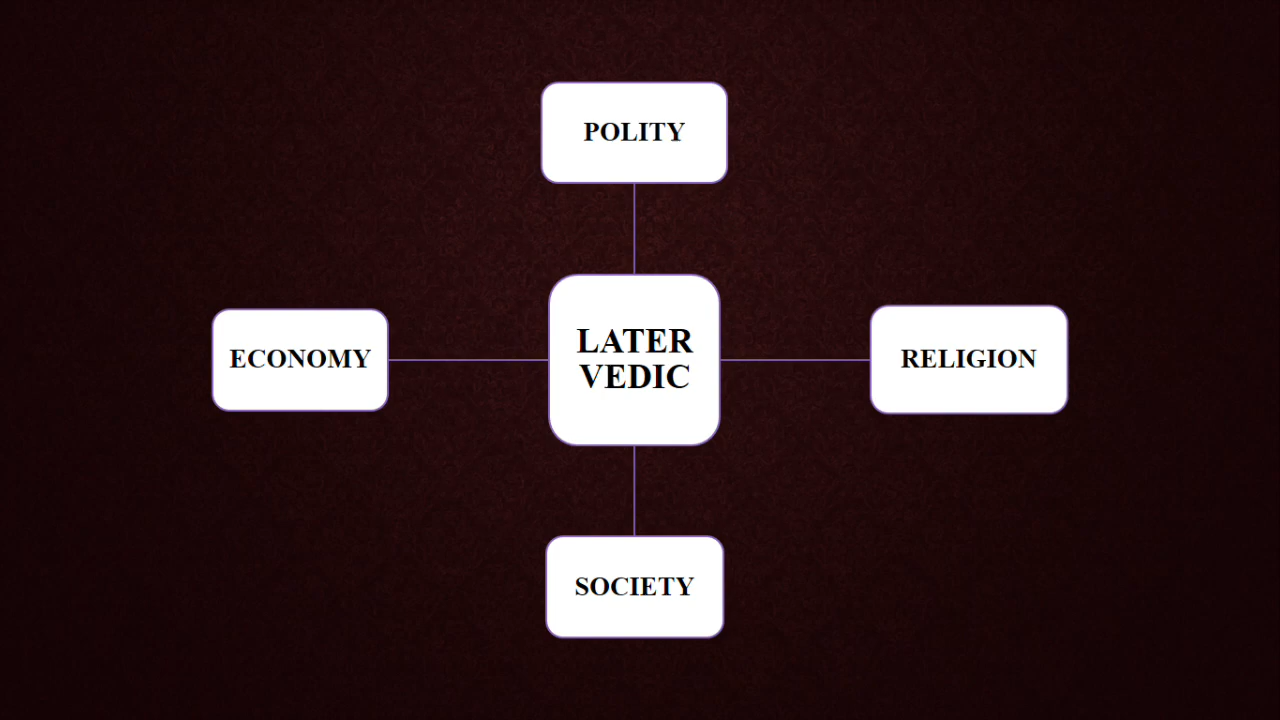 POLITY
ECONOMY
LATER
VEDIC
RELIGION
SOCIETY